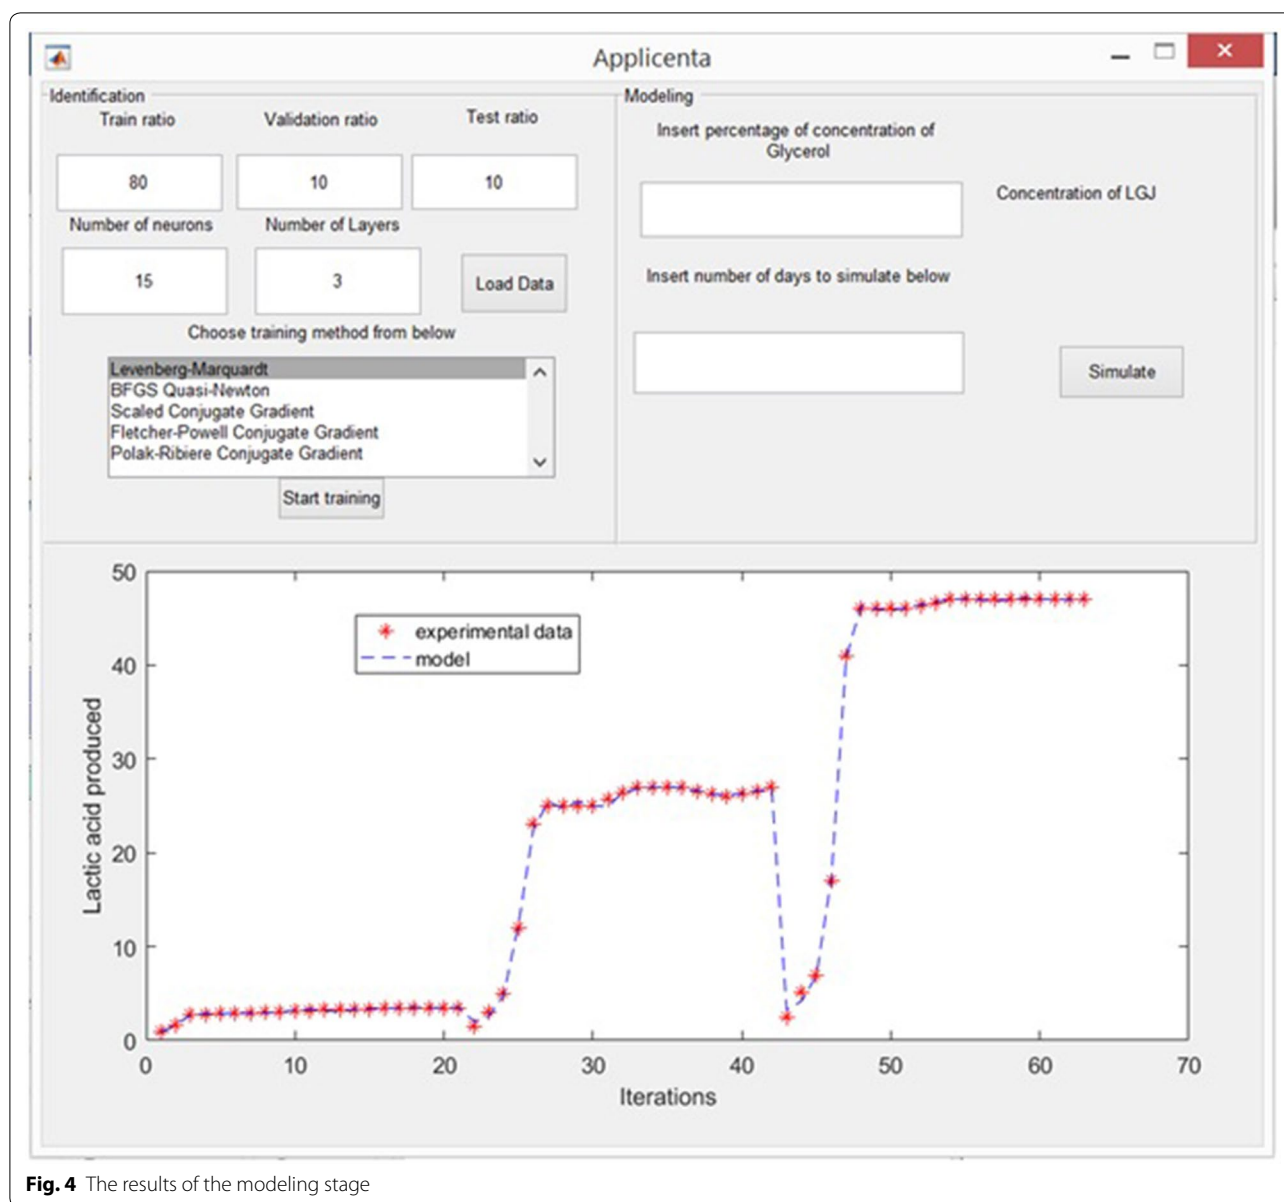 Applicenta
Identification
Train ratio
Validation ratio
Test ratio
80
10
10
Number of neurons
Number of Layers
15
3
Load Data
Choose training method from below
Levenberg-Marquardt
BFGS Quasi-Newton
Scaled Conjugate Gradient
Fletcher-Powell Conjugate Gradient
Polak-Ribiere Conjugate Gradient
Start training
Modeling
Insert percentage of concentration of
Glycerol
Concentration of LGJ
Insert number of days to simulate below
Simulate
50
40
30
20
10
0
Lactic acid produced
experimental data
model
0 10 20 30 40 50 60 70
Iterations
Fig. 4 The results of the modeling stage